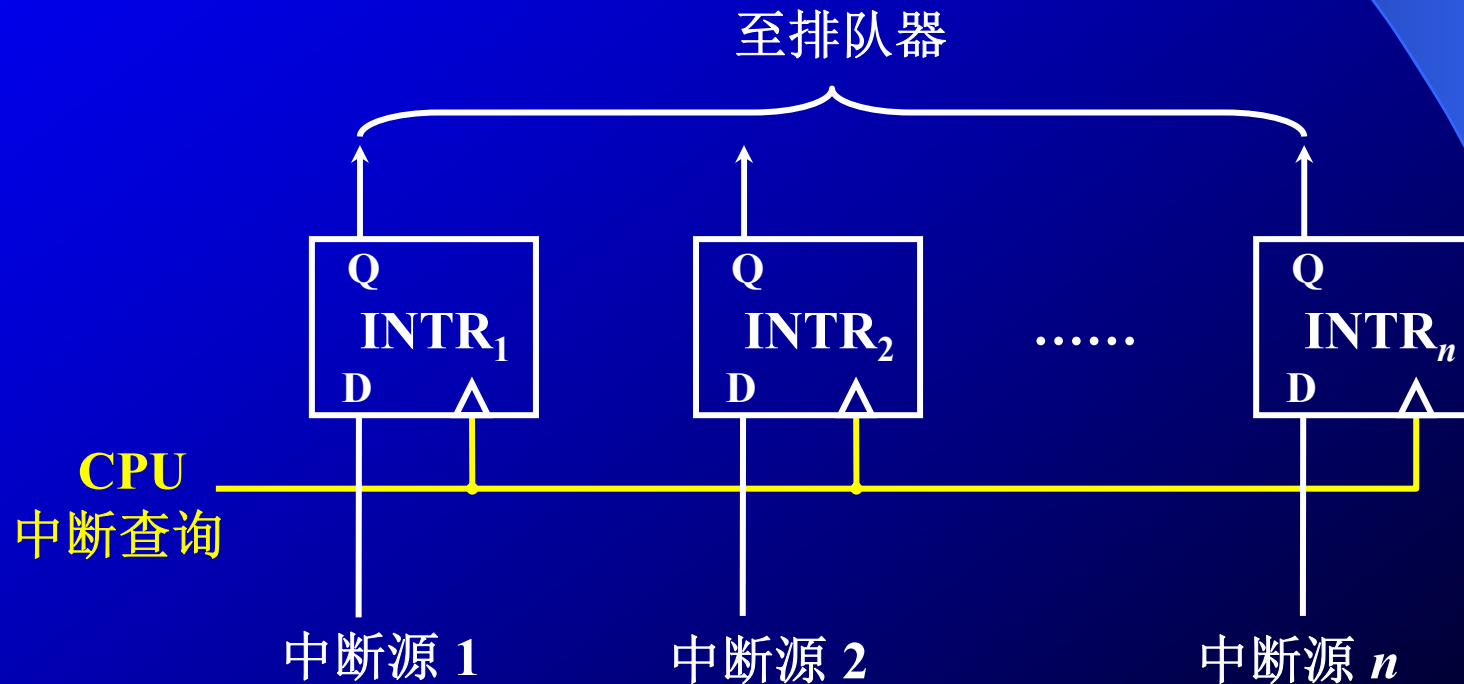 至排队器
Q Q Q
INTR1 INTR2 …… INTRn
D D D
CPU
中断查询
中断源 1 中断源 2 中断源 n